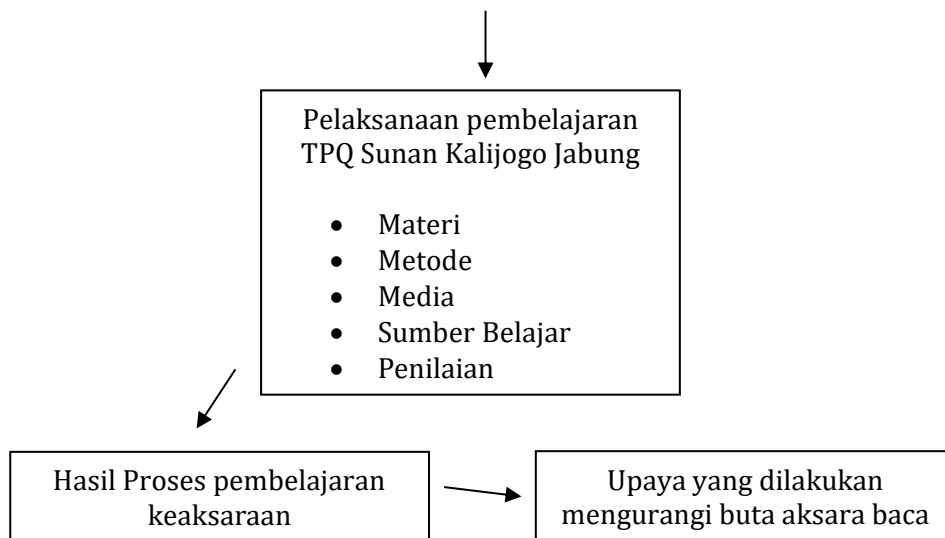 Pelaksanaan pembelajaran
TPQ Sunan Kalijogo Jabung
• Materi
• Metode
• Media
• Sumber Belajar
• Penilaian
Hasil Proses pembelajaran
keaksaraan
Upaya yang dilakukan
mengurangi buta aksara baca